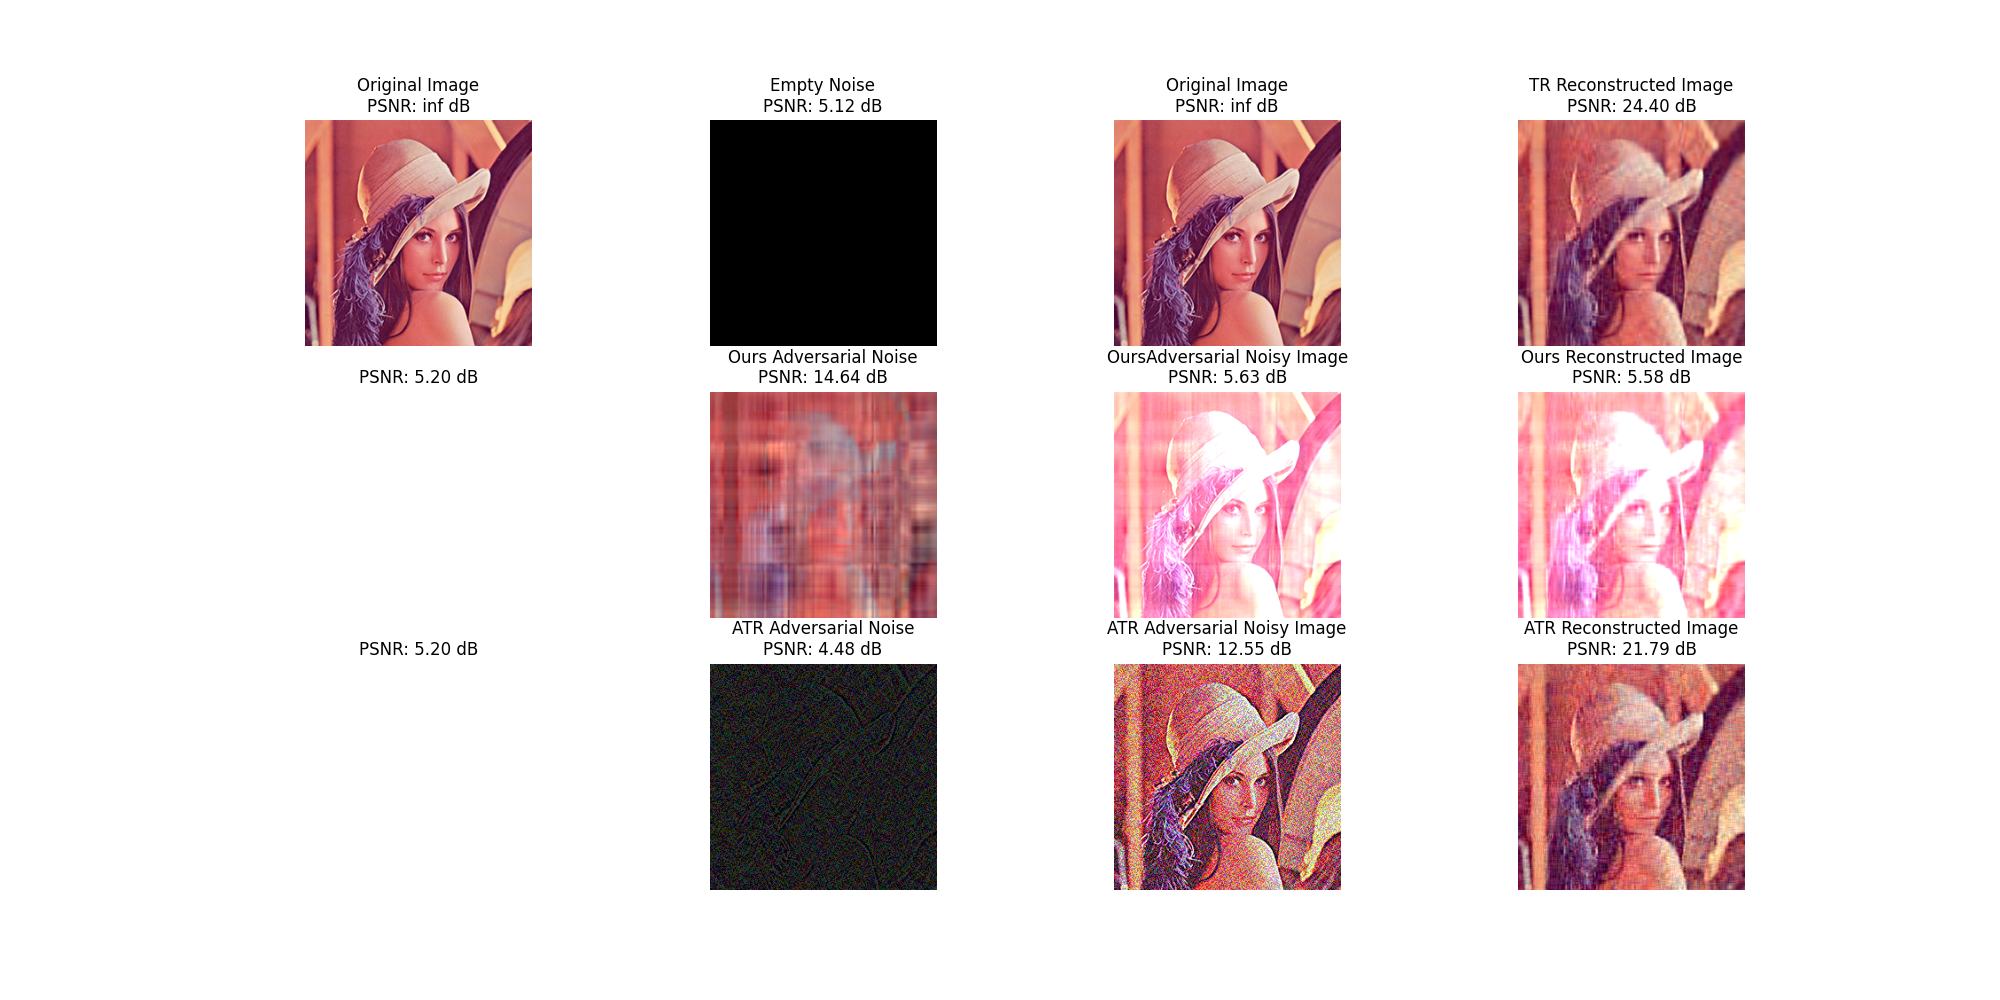 Original Image
PSNR: inf dB
Empty Noise
PSNR: 5.12 dB
Original Image
PSNR: inf dB
TR Reconstructed Image
PSNR: 24.40 dB
PSNR: 5.20 dB
Ours Adversarial Noise
PSNR: 14.64 dB
OursAdversarial Noisy Image
PSNR: 5.63 dB
Ours Reconstructed Image
PSNR: 5.58 dB
PSNR: 5.20 dB
ATR Adversarial Noise
PSNR: 4.48 dB
ATR Adversarial Noisy Image
PSNR: 12.55 dB
ATR Reconstructed Image
PSNR: 21.79 dB